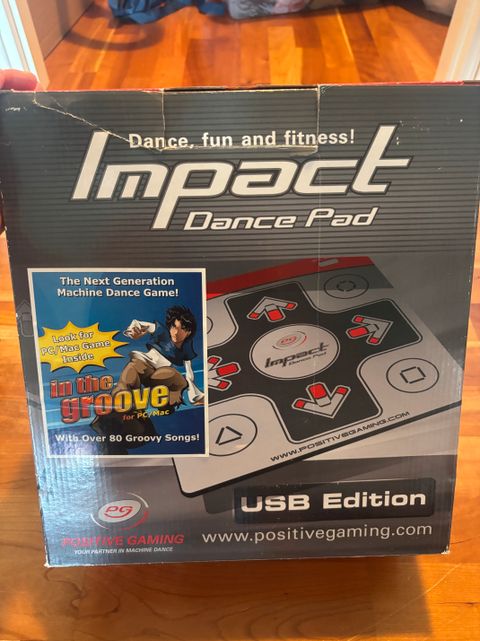 Dance, fun and fitness!
Impact
Dance Pad
The Next Generation
Machine Dance Game!
Look for
PC/Mac Game
Inside
in the
groove
for PC/Mac
With Over 80 Groovy Songs!
PG
Impact
Dance Pad
WWW.POSITIVEGAMING.COM
USB Edition
PG
POSITIVE GAMING
YOUR PARTNER IN MACHINE DANCE
www.positivegaming.com